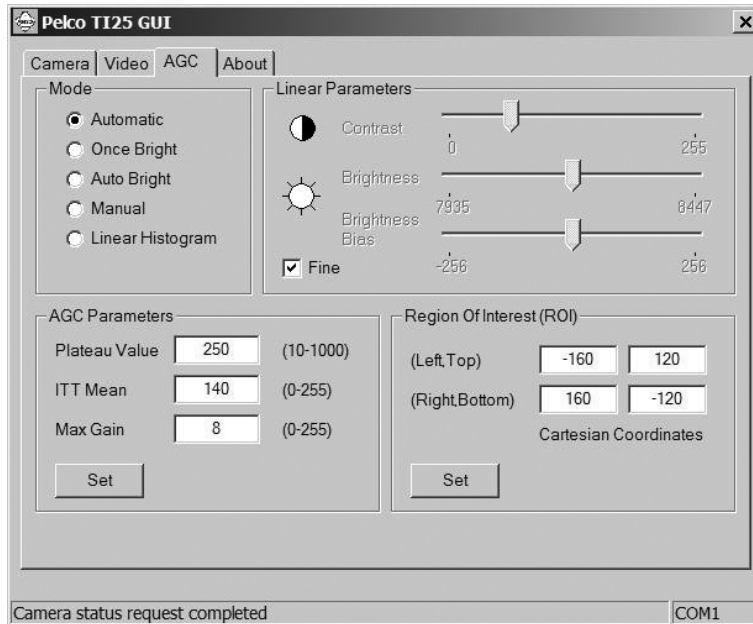 Pelco TI25 GUI
Camera Video AGC About
Mode
Automatic
Once Bright
Auto Bright
Manual
Linear Histogram
Linear Parameters
Contrast
0 255
Brightness
7935 8447
Brightness
Bias
-256 256
Fine
AGC Parameters
Plateau Value 250 (10-1000)
ITT Mean 140 (0-255)
Max Gain 8 (0-255)
Set
Region Of Interest (ROI)
(Left,Top) -160 120
(Right,Bottom) 160 -120
Cartesian Coordinates
Set
Camera status request completed COM1